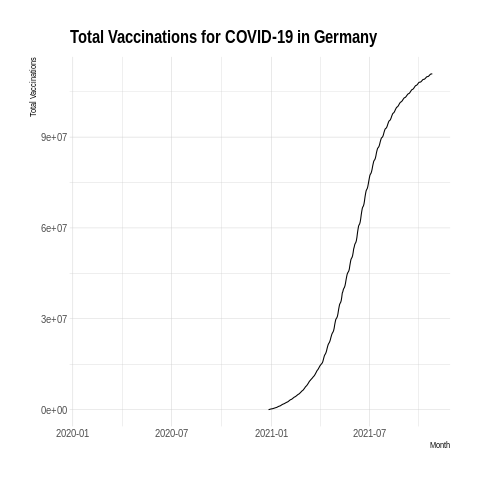 Total Vaccinations for COVID-19 in Germany
Total Vaccinations
9e+07
6e+07
3e+07
0e+00
2020-01 2020-07 2021-01 2021-07
Month